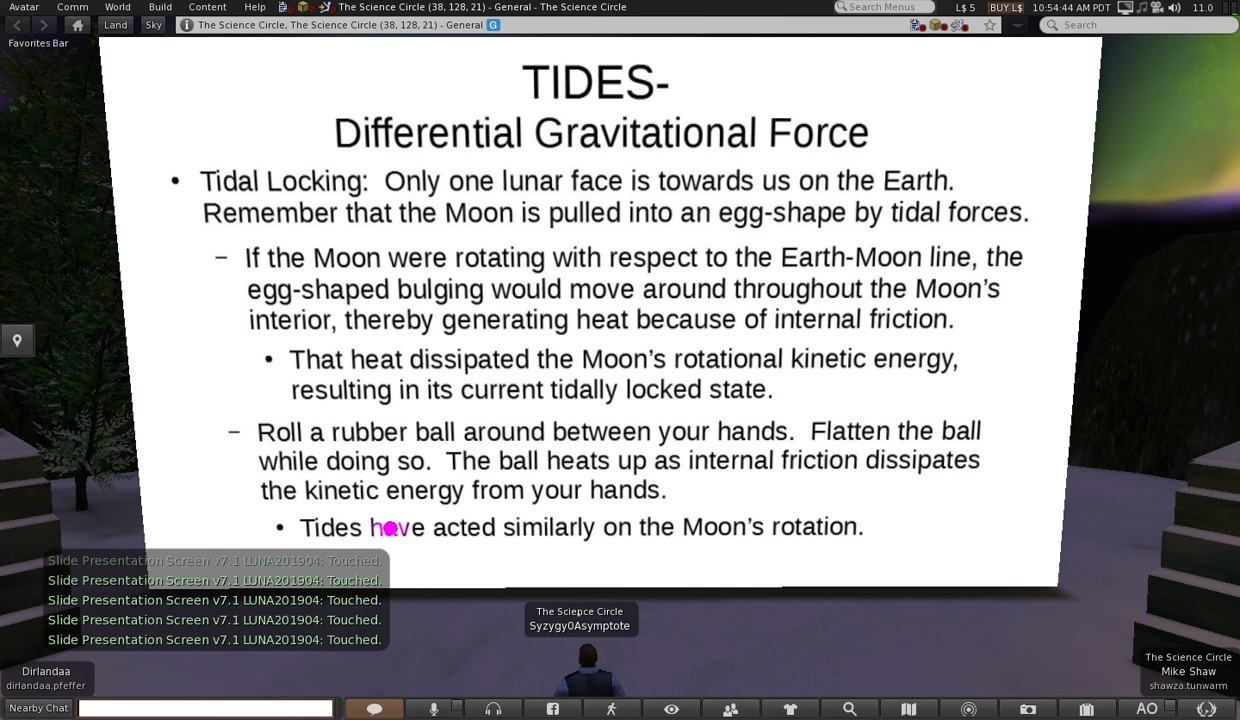 Avatar Comm World Build Content The Science Circle (38, 128, 21) - General - The Science Circle Search Menus L$ 5 BUY L$ 10:54:44 AM PDT 11.0
Land Sky The Science Circle, The Science Circle (38, 128, 21) - General G Search
Favorites Bar
TIDES-
Differential Gravitational Force
• Tidal Locking: Only one lunar face is towards us on the Earth.
Remember that the Moon is pulled into an egg-shape by tidal forces.
– If the Moon were rotating with respect to the Earth-Moon line, the
egg-shaped bulging would move around throughout the Moon's
interior, thereby generating heat because of internal friction.
• That heat dissipated the Moon's rotational kinetic energy,
resulting in its current tidally locked state.
– Roll a rubber ball around between your hands. Flatten the ball
while doing so. The ball heats up as internal friction dissipates
the kinetic energy from your hands.
• Tides have acted similarly on the Moon's rotation.
Slide Presentation Screen v7.1 LUNA201904: Touched.
Slide Presentation Screen v7.1 LUNA201904: Touched.
Slide Presentation Screen v7.1 LUNA201904: Touched.
Slide Presentation Screen v7.1 LUNA201904: Touched.
Slide Presentation Screen v7.1 LUNA201904: Touched.
The Science Circle
Syzygy0Asymptote
Dirlandaa
dirlandaa.pfeffer
The Science Circle
Mike Shaw
shawza.tunwarm
Nearby Chat AO